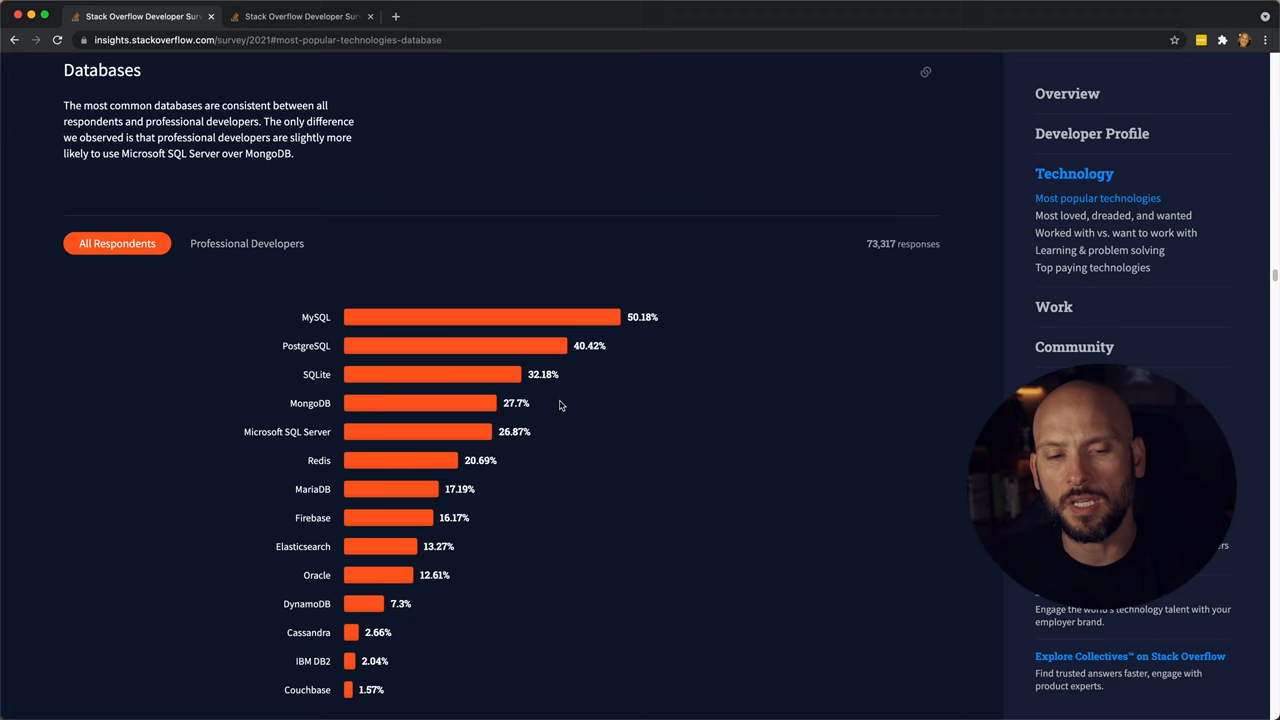 Stack Overflow Developer Surv
Stack Overflow Developer Surv
insights.stackoverflow.com/survey/2021#most-popular-technologies-database
Databases
The most common databases are consistent between all
respondents and professional developers. The only difference
we observed is that professional developers are slightly more
likely to use Microsoft SQL Server over MongoDB.
All Respondents
Professional Developers
73,317 responses
MySQL 50.18%
PostgreSQL 40.42%
SQLite 32.18%
MongoDB 27.7%
Microsoft SQL Server 26.87%
Redis 20.69%
MariaDB 17.19%
Firebase 16.17%
Elasticsearch 13.27%
Oracle 12.61%
DynamoDB 7.3%
Cassandra 2.66%
IBM DB2 2.04%
Couchbase 1.57%
Overview
Developer Profile
Technology
Most popular technologies
Most loved, dreaded, and wanted
Worked with vs. want to work with
Learning & problem solving
Top paying technologies
Work
Community
Engage the world's technology talent with your
employer brand.
Explore Collectives™ on Stack Overflow
Find trusted answers faster, engage with
product experts.